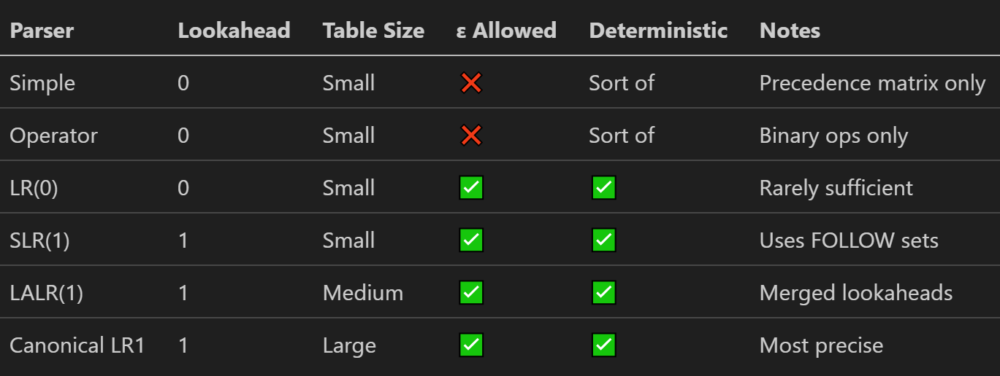 Parser Lookahead Table Size ε Allowed Deterministic Notes
Simple 0 Small ❌ Sort of Precedence matrix only
Operator 0 Small ❌ Sort of Binary ops only
LR(0) 0 Small ✅ ✅ Rarely sufficient
SLR(1) 1 Small ✅ ✅ Uses FOLLOW sets
LALR(1) 1 Medium ✅ ✅ Merged lookaheads
Canonical LR1 1 Large ✅ ✅ Most precise